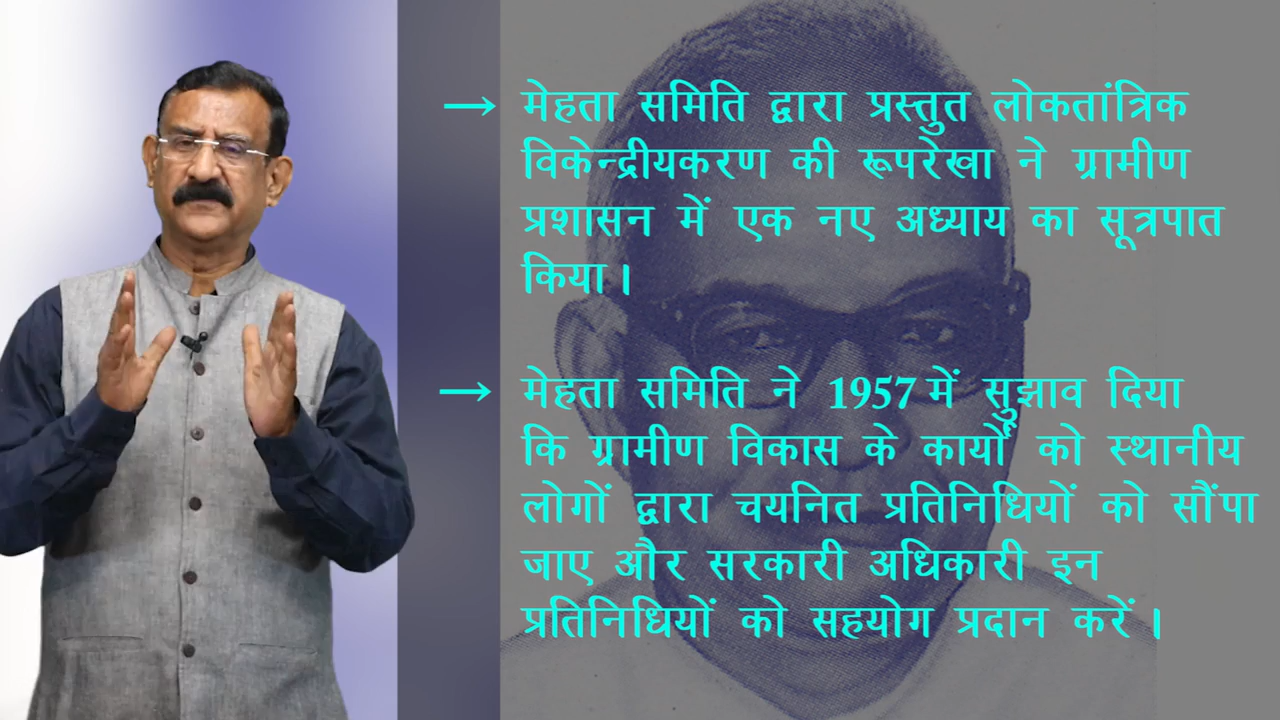 → मेहता समिति द्वारा प्रस्तुत लोकतांत्रिक
विकेन्द्रीयकरण की रूपरेखा ने ग्रामीण
प्रशासन में एक नए अध्याय का सूत्रपात
किया।
→ मेहता समिति ने 1957 में सुझाव दिया
कि ग्रामीण विकास के कार्यों को स्थानीय
लोगों द्वारा चयनित प्रतिनिधियों को सौंपा
जाए और सरकारी अधिकारी इन
प्रतिनिधियों को सहयोग प्रदान करें।